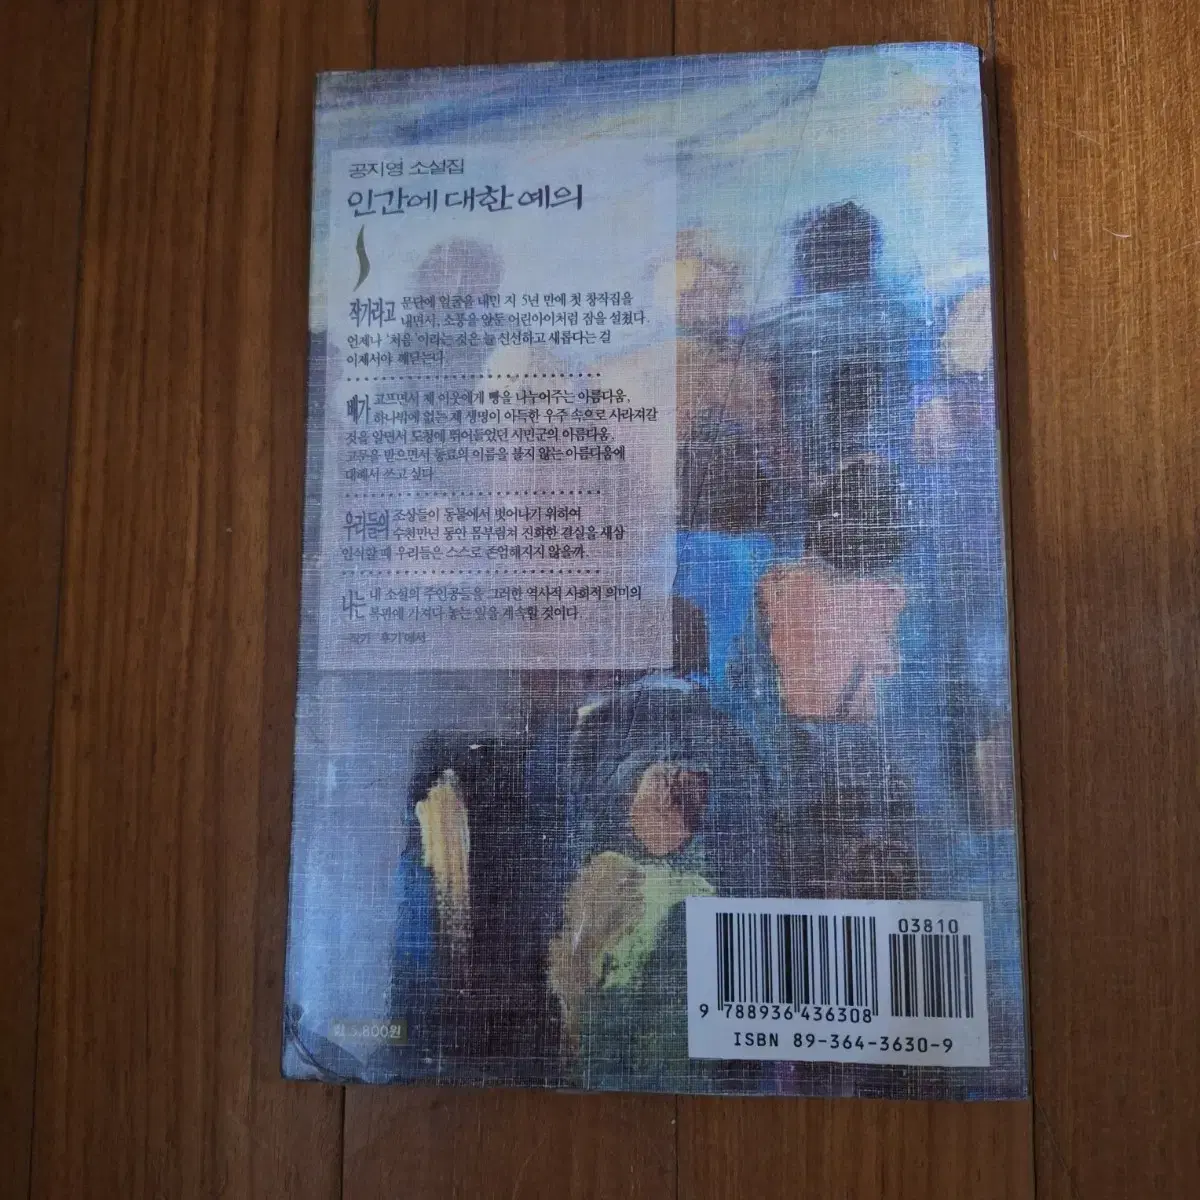 공지영 소설집
인간에 대한 예의
작가라고 문단에 얼굴을 내민 지 5년 만에 첫 창작집을
내면서, 소풍을 앞둔 어린아이처럼 잠을 설쳤다.
언제나 '처음'이라는 것은 늘 신선하고 새롭다는 걸
이제서야 깨닫는다.
배가 고프면서 제 이웃에게 빵을 나누어주는 아름다움,
하나밖에 없는 제 생명이 아득한 우주 속으로 사라져갈
것을 알면서 도청에 뛰어들었던 시민군의 아름다움,
고문을 받으면서 동료의 이름을 불지 않는 아름다움에
대해서 쓰고 싶다.
우리들의 조상들이 동물에서 벗어나기 위하여
수천만년 동안 몸부림쳐 진화한 결실을 새삼
인식할 때 우리들은 스스로 존엄해지지 않을까.
나는 내 소설의 주인공들을 그러한 역사적 사회적 의미의
복판에 가져다 놓는 일을 계속할 것이다.
작가 후기에서
값 5,800원
03810
9 788936 436308
ISBN 89-364-3630-9